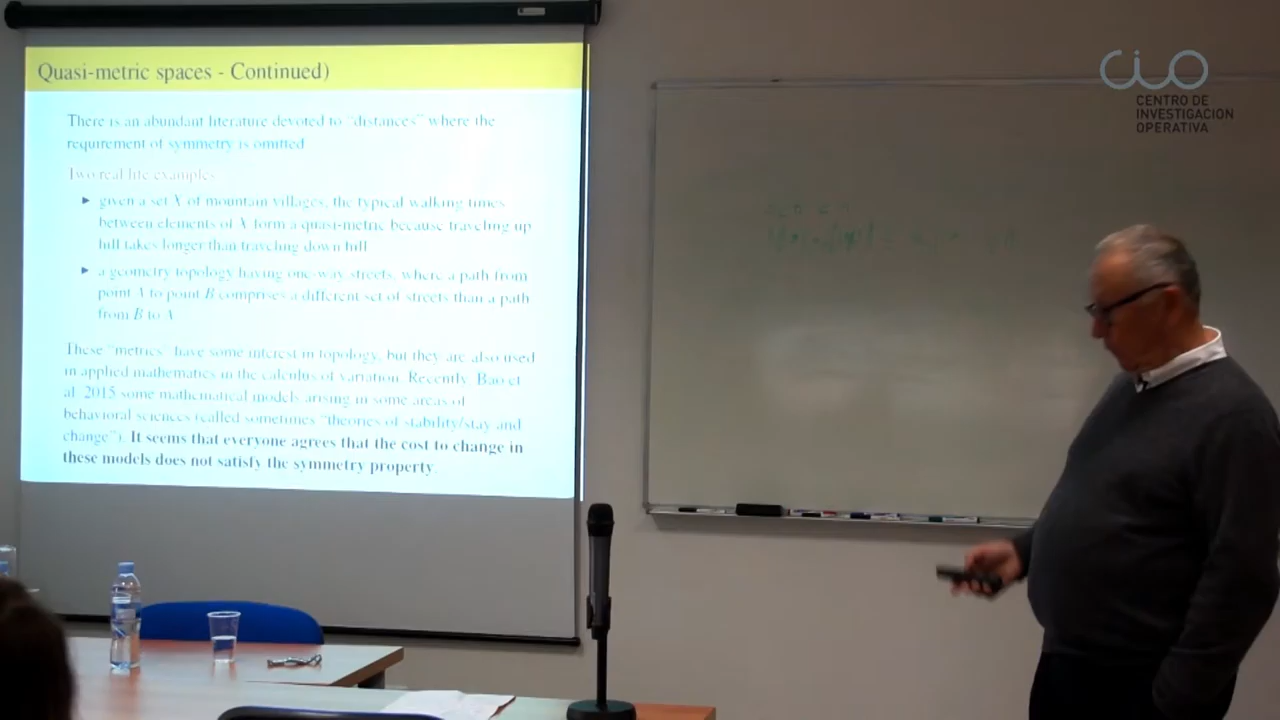 Quasi-metric spaces - Continued)
There is an abundant literature devoted to "distances" where the
requirement of symmetry is omitted
Two real life examples
given a set X of mountain villages, the typical walking times
between elements of X form a quasi-metric because traveling up
hill takes longer than traveling down hill
a geometry topology having one-way streets, where a path from
point A to point B comprises a different set of streets than a path
from B to A
These "metrics" have some interest in topology, but they are also used
in applied mathematics in the calculus of variation. Recently, Bao et
al. 2015 some mathematical models arising in some areas of
behavioral sciences (called sometimes "theories of stability/stay and
change"). It seems that everyone agrees that the cost to change in
these models does not satisfy the symmetry property.
CIO
CENTRO DE
INVESTIGACION
OPERATIVA